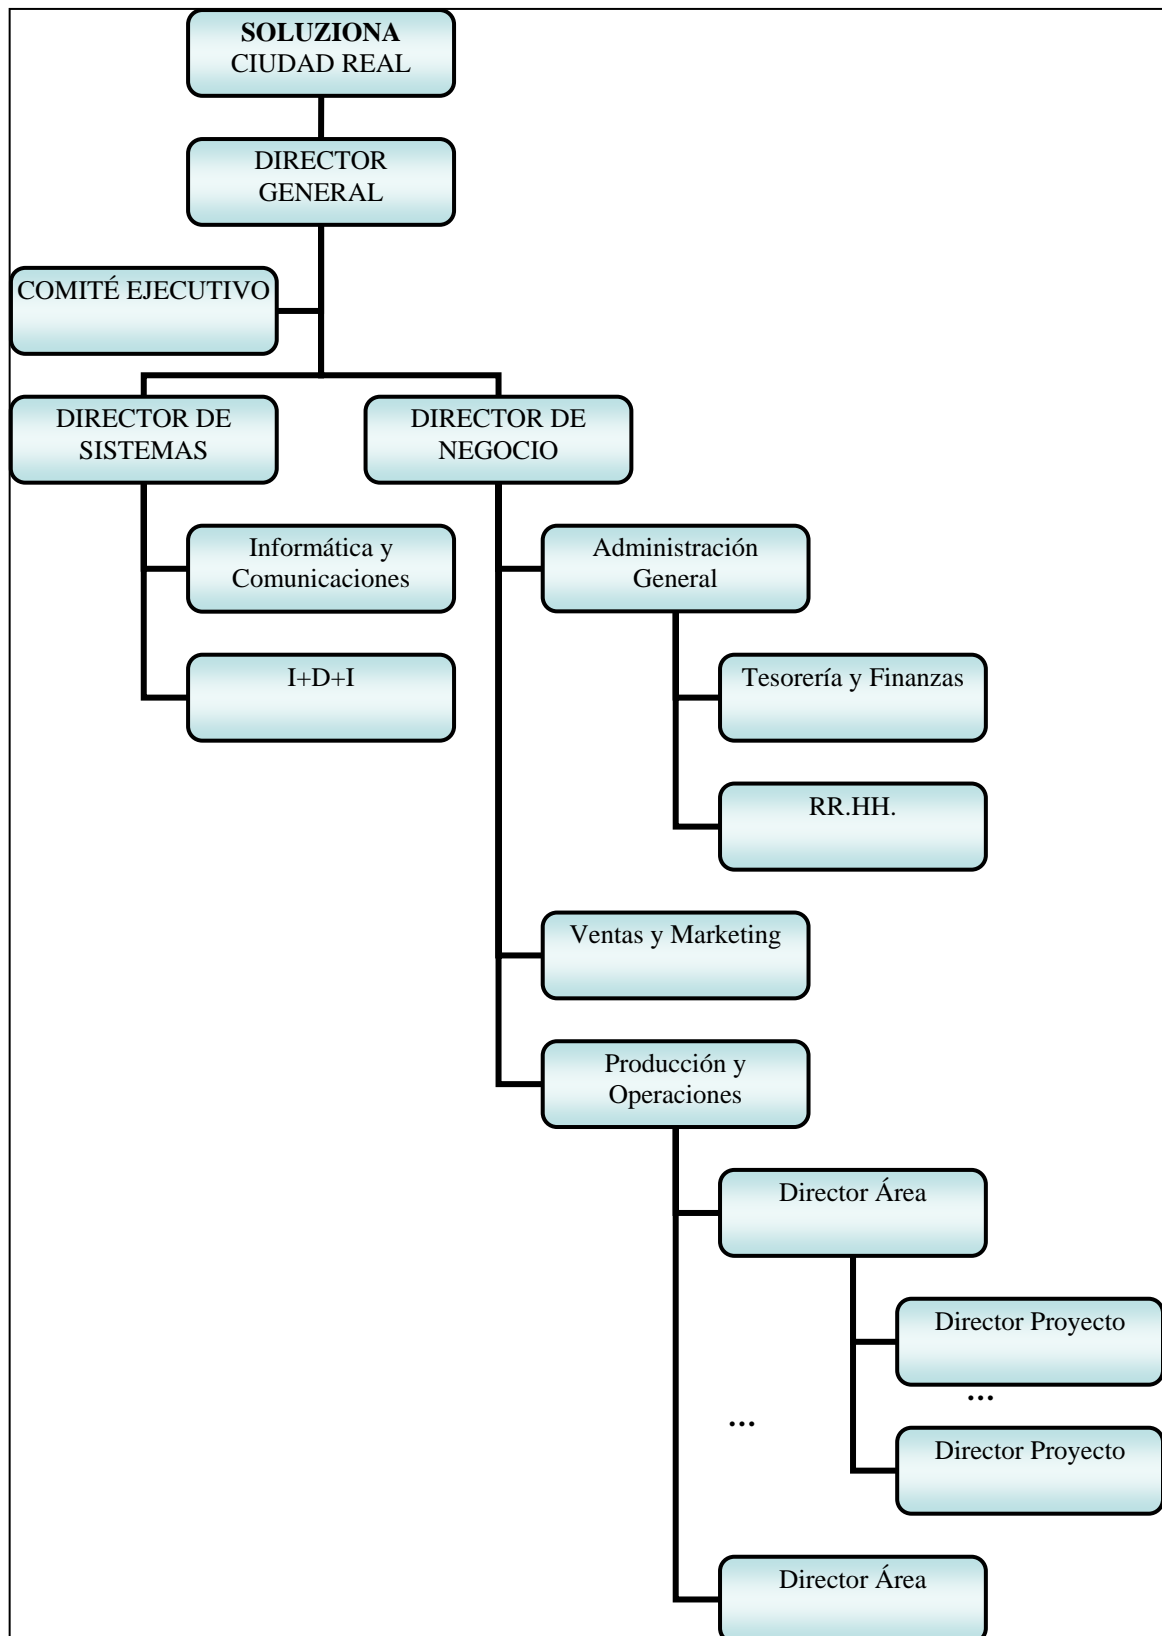 SOLUZIONA
CIUDAD REAL
DIRECTOR
GENERAL
COMITÉ EJECUTIVO
DIRECTOR DE
SISTEMAS
DIRECTOR DE
NEGOCIO
Informática y
Comunicaciones
Administración
General
I+D+I
Tesorería y Finanzas
RR.HH.
Ventas y Marketing
Producción y
Operaciones
Director Área
Director Proyecto
...
...
Director Proyecto
Director Área